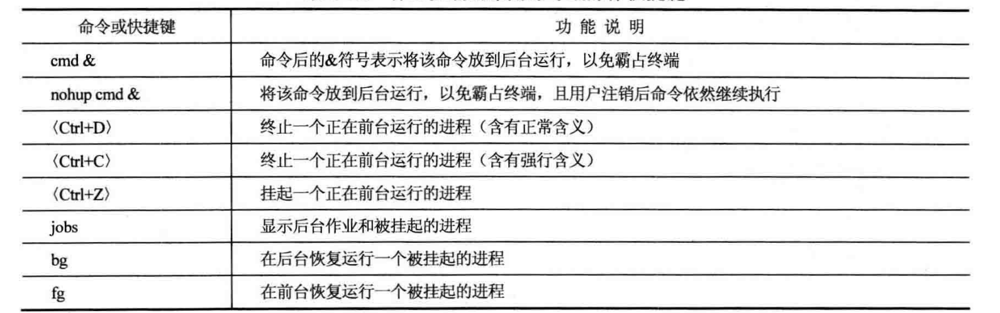 命令或快捷键 功能说明
cmd & 命令后的&符号表示将该命令放到后台运行，以免霸占终端
nohup cmd & 将该命令放到后台运行，以免霸占终端，且用户注销后命令依然继续执行
〈Ctrl+D〉 终止一个正在前台运行的进程（含有正常含义）
〈Ctrl+C〉 终止一个正在前台运行的进程（含有强行含义）
〈Ctrl+Z〉 挂起一个正在前台运行的进程
jobs 显示后台作业和被挂起的进程
bg 在后台恢复运行一个被挂起的进程
fg 在前台恢复运行一个被挂起的进程